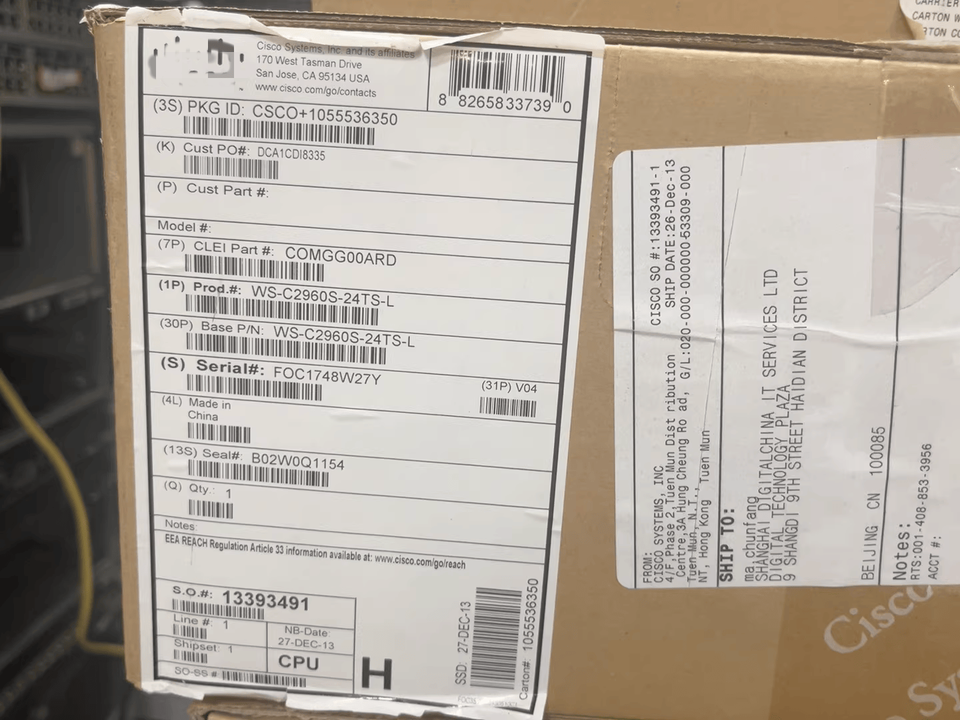 Cisco Systems, Inc. and its affiliates
170 West Tasman Drive
San Jose, CA 95134 USA
www.cisco.com/go/contacts
8 8265833739 0
(3S) PKG ID: CSCO+1055536350
(K) Cust PO#: DCA1CDI8335
(P) Cust Part #:
Model #:
(7P) CLEI Part #: COMGG00ARD
(1P) Prod.#: WS-C2960S-24TS-L
(30P) Base P/N: WS-C2960S-24TS-L
(S) Serial#: FOC1748W27Y
(31P) V04
(4L) Made in
China
(13S) Seal#: B02W0Q1154
(Q) Qty : 1
Notes:
EEA REACH Regulation Article 33 information available at: www.cisco.com/go/reach
S.O.#: 13393491
Line #: 1
Shipset: 1
SO-SS #
NB-Date:
27-DEC-13
CPU
H
SSD: 27-DEC-13
Carton# 1055536350
CISCO SO #:13393491-1
SHIP DATE:26-Dec-13
G/L:020-000-000000-53309-000
FROM:
CISCO SYSTEMS, INC
4/F,Phase 2,Tuen Mun Dist ribution
Centre,3A Hung Cheung Ro ad,
Tuen Mun, N.T.,
NT, Hong Kong Tuen Mun
SHIP TO:
ma,chunfang
SHANGHAI DIGITALCHINA IT SERVICES LTD
DIGITAL TECHNOLOGY PLAZA
9 SHANGDI 9TH STREET HAIDIAN DISTRICT
BEIJING CN 100085
Notes:
RTS:001-408-853-3956
ACCT #:
CARRIER
CARTON W
Cisco
Sy